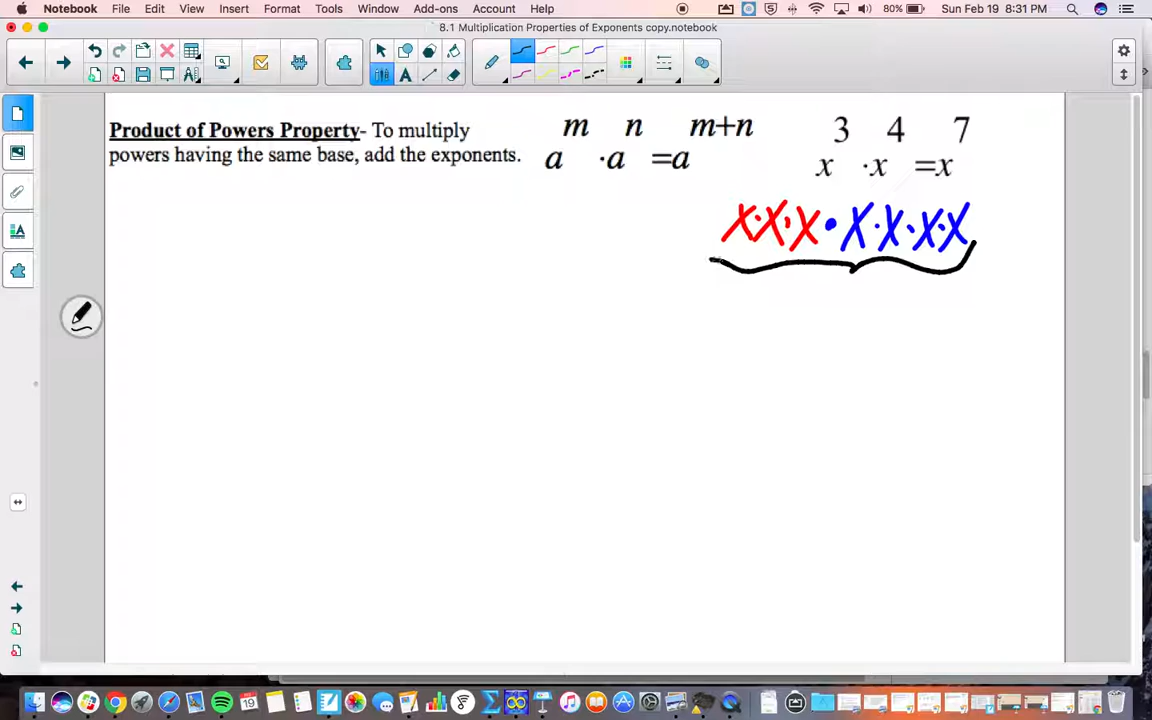 Notebook File Edit View Insert Format Tools Window Add-ons Account Help 80% Sun Feb 19 8:31 PM
8.1 Multiplication Properties of Exponents copy.notebook
Product of Powers Property- To multiply
powers having the same base, add the exponents.
m n m+n
a ·a =a
3 4 7
x ·x =x
x·x·x·x·x·x·x